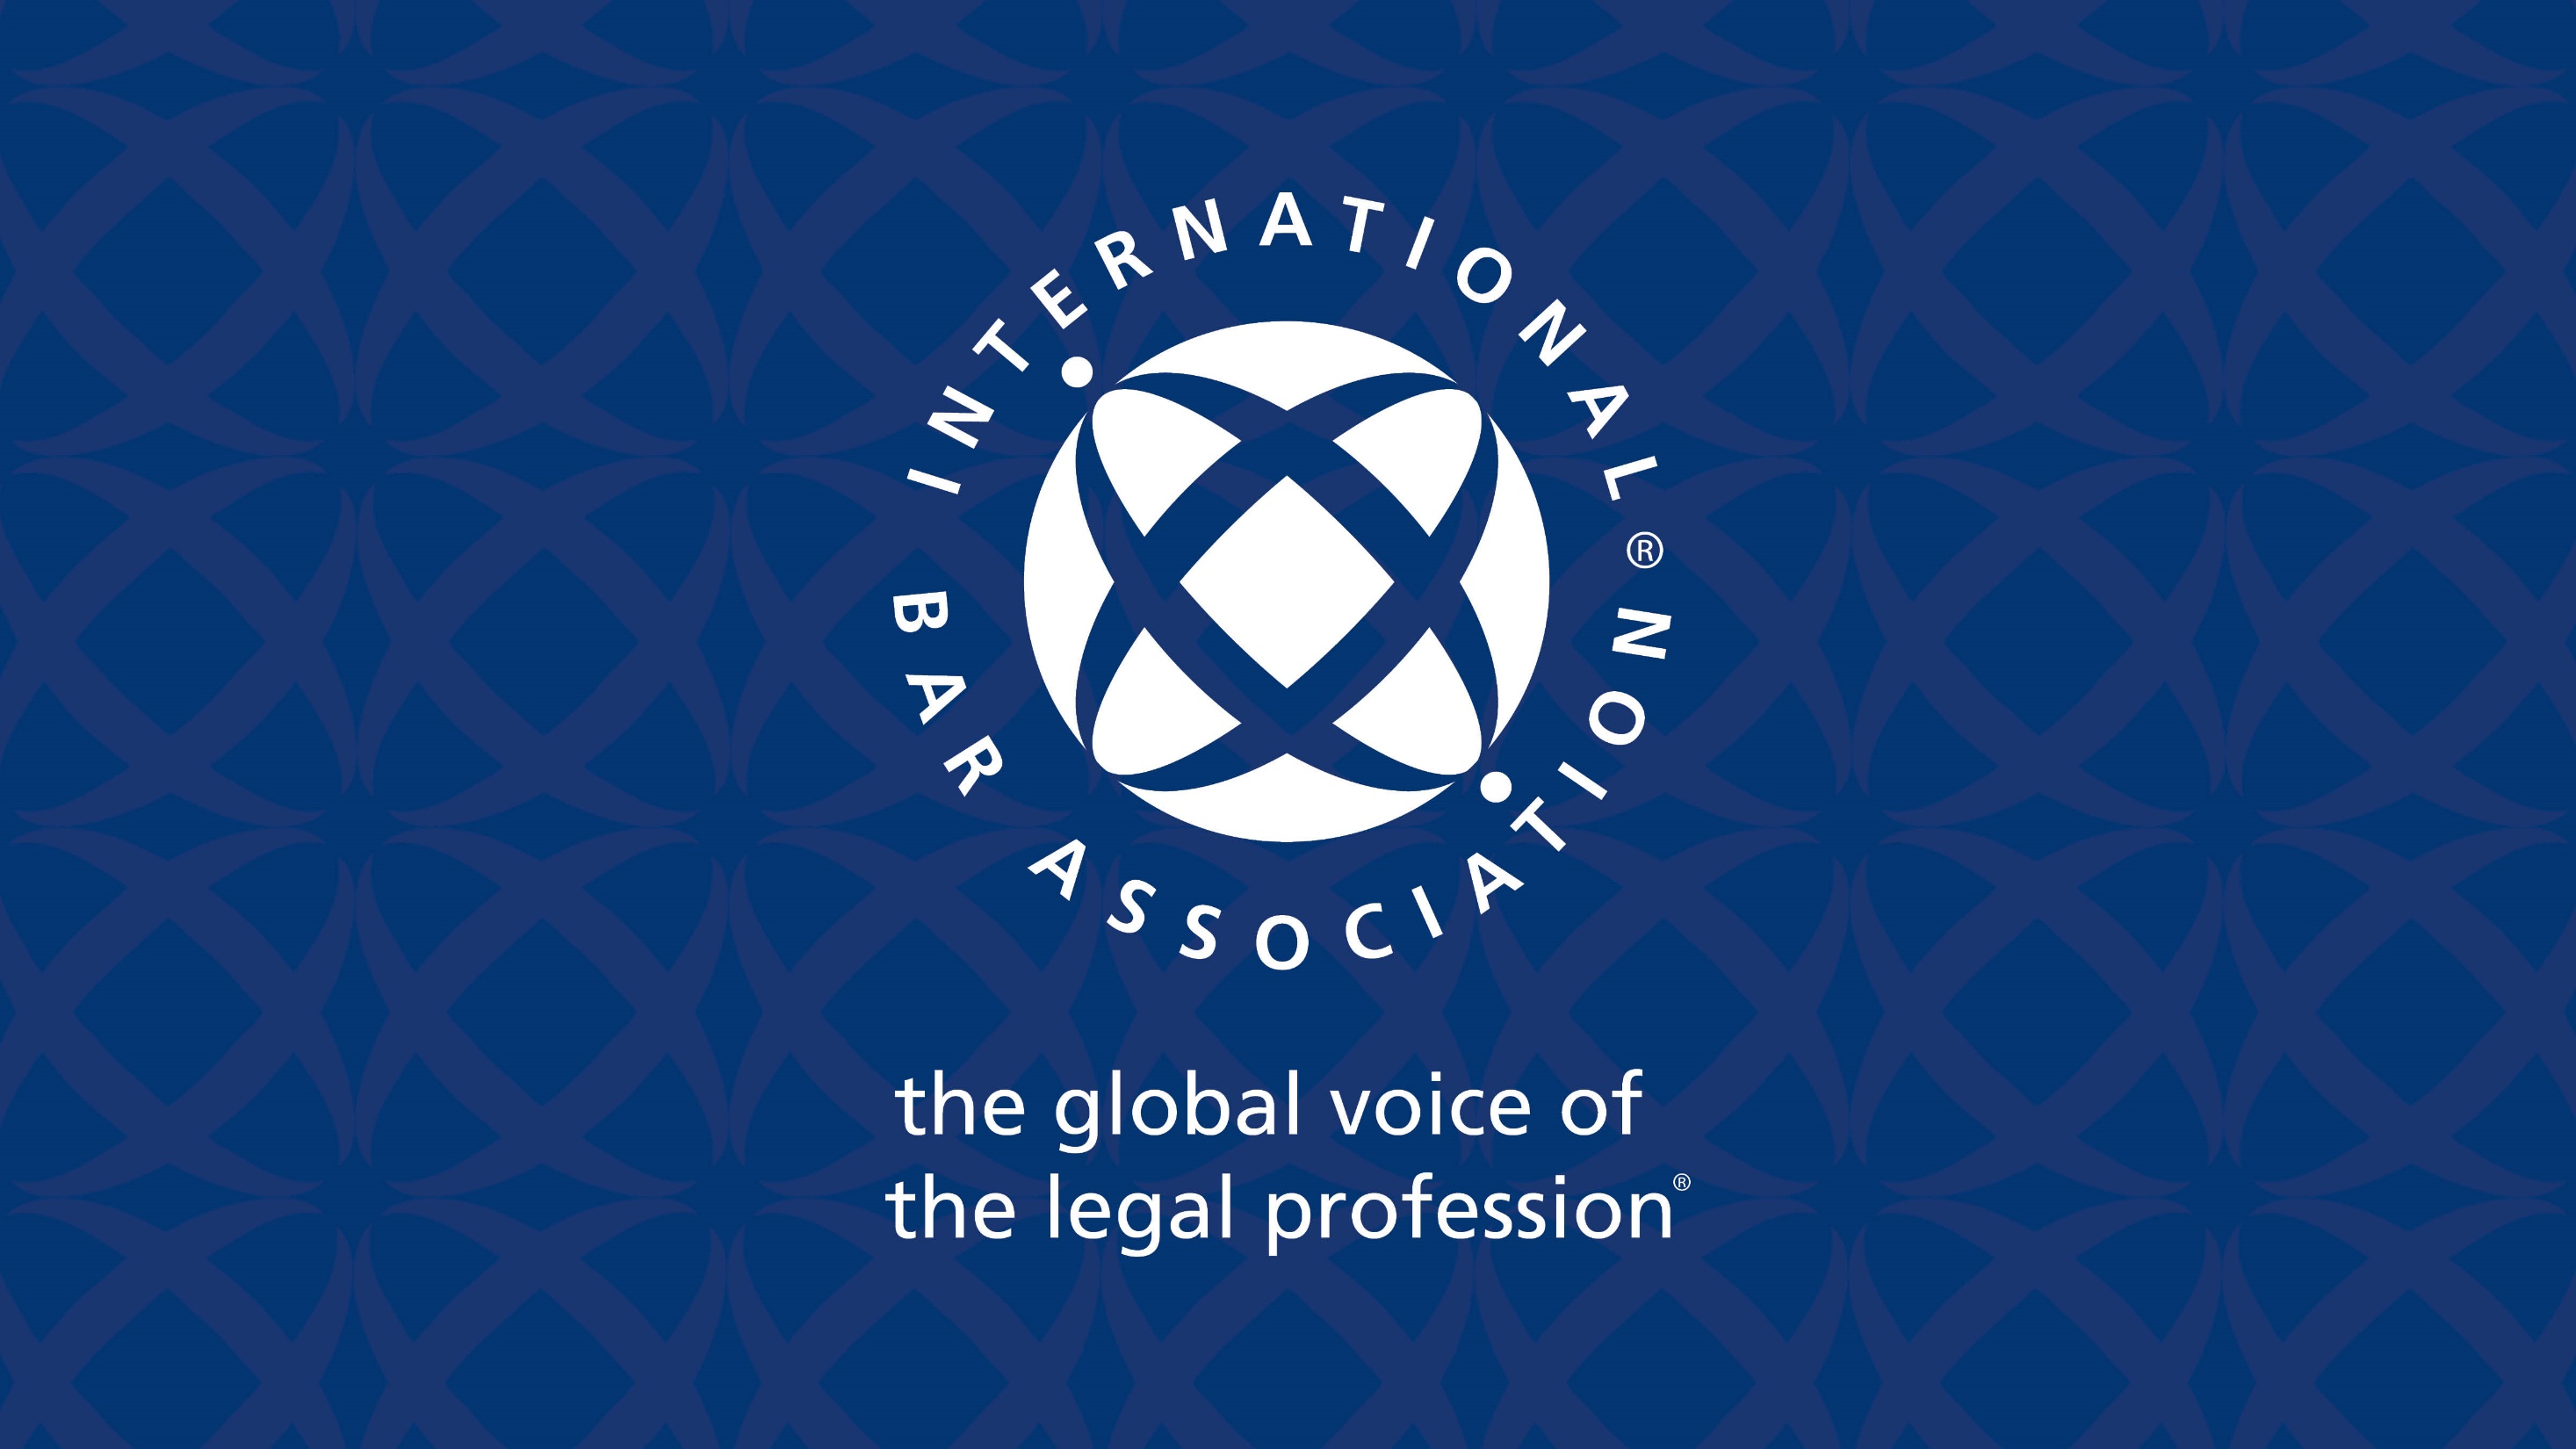 INTERNATIONAL®
BAR ASSOCIATION
the global voice of
the legal profession®